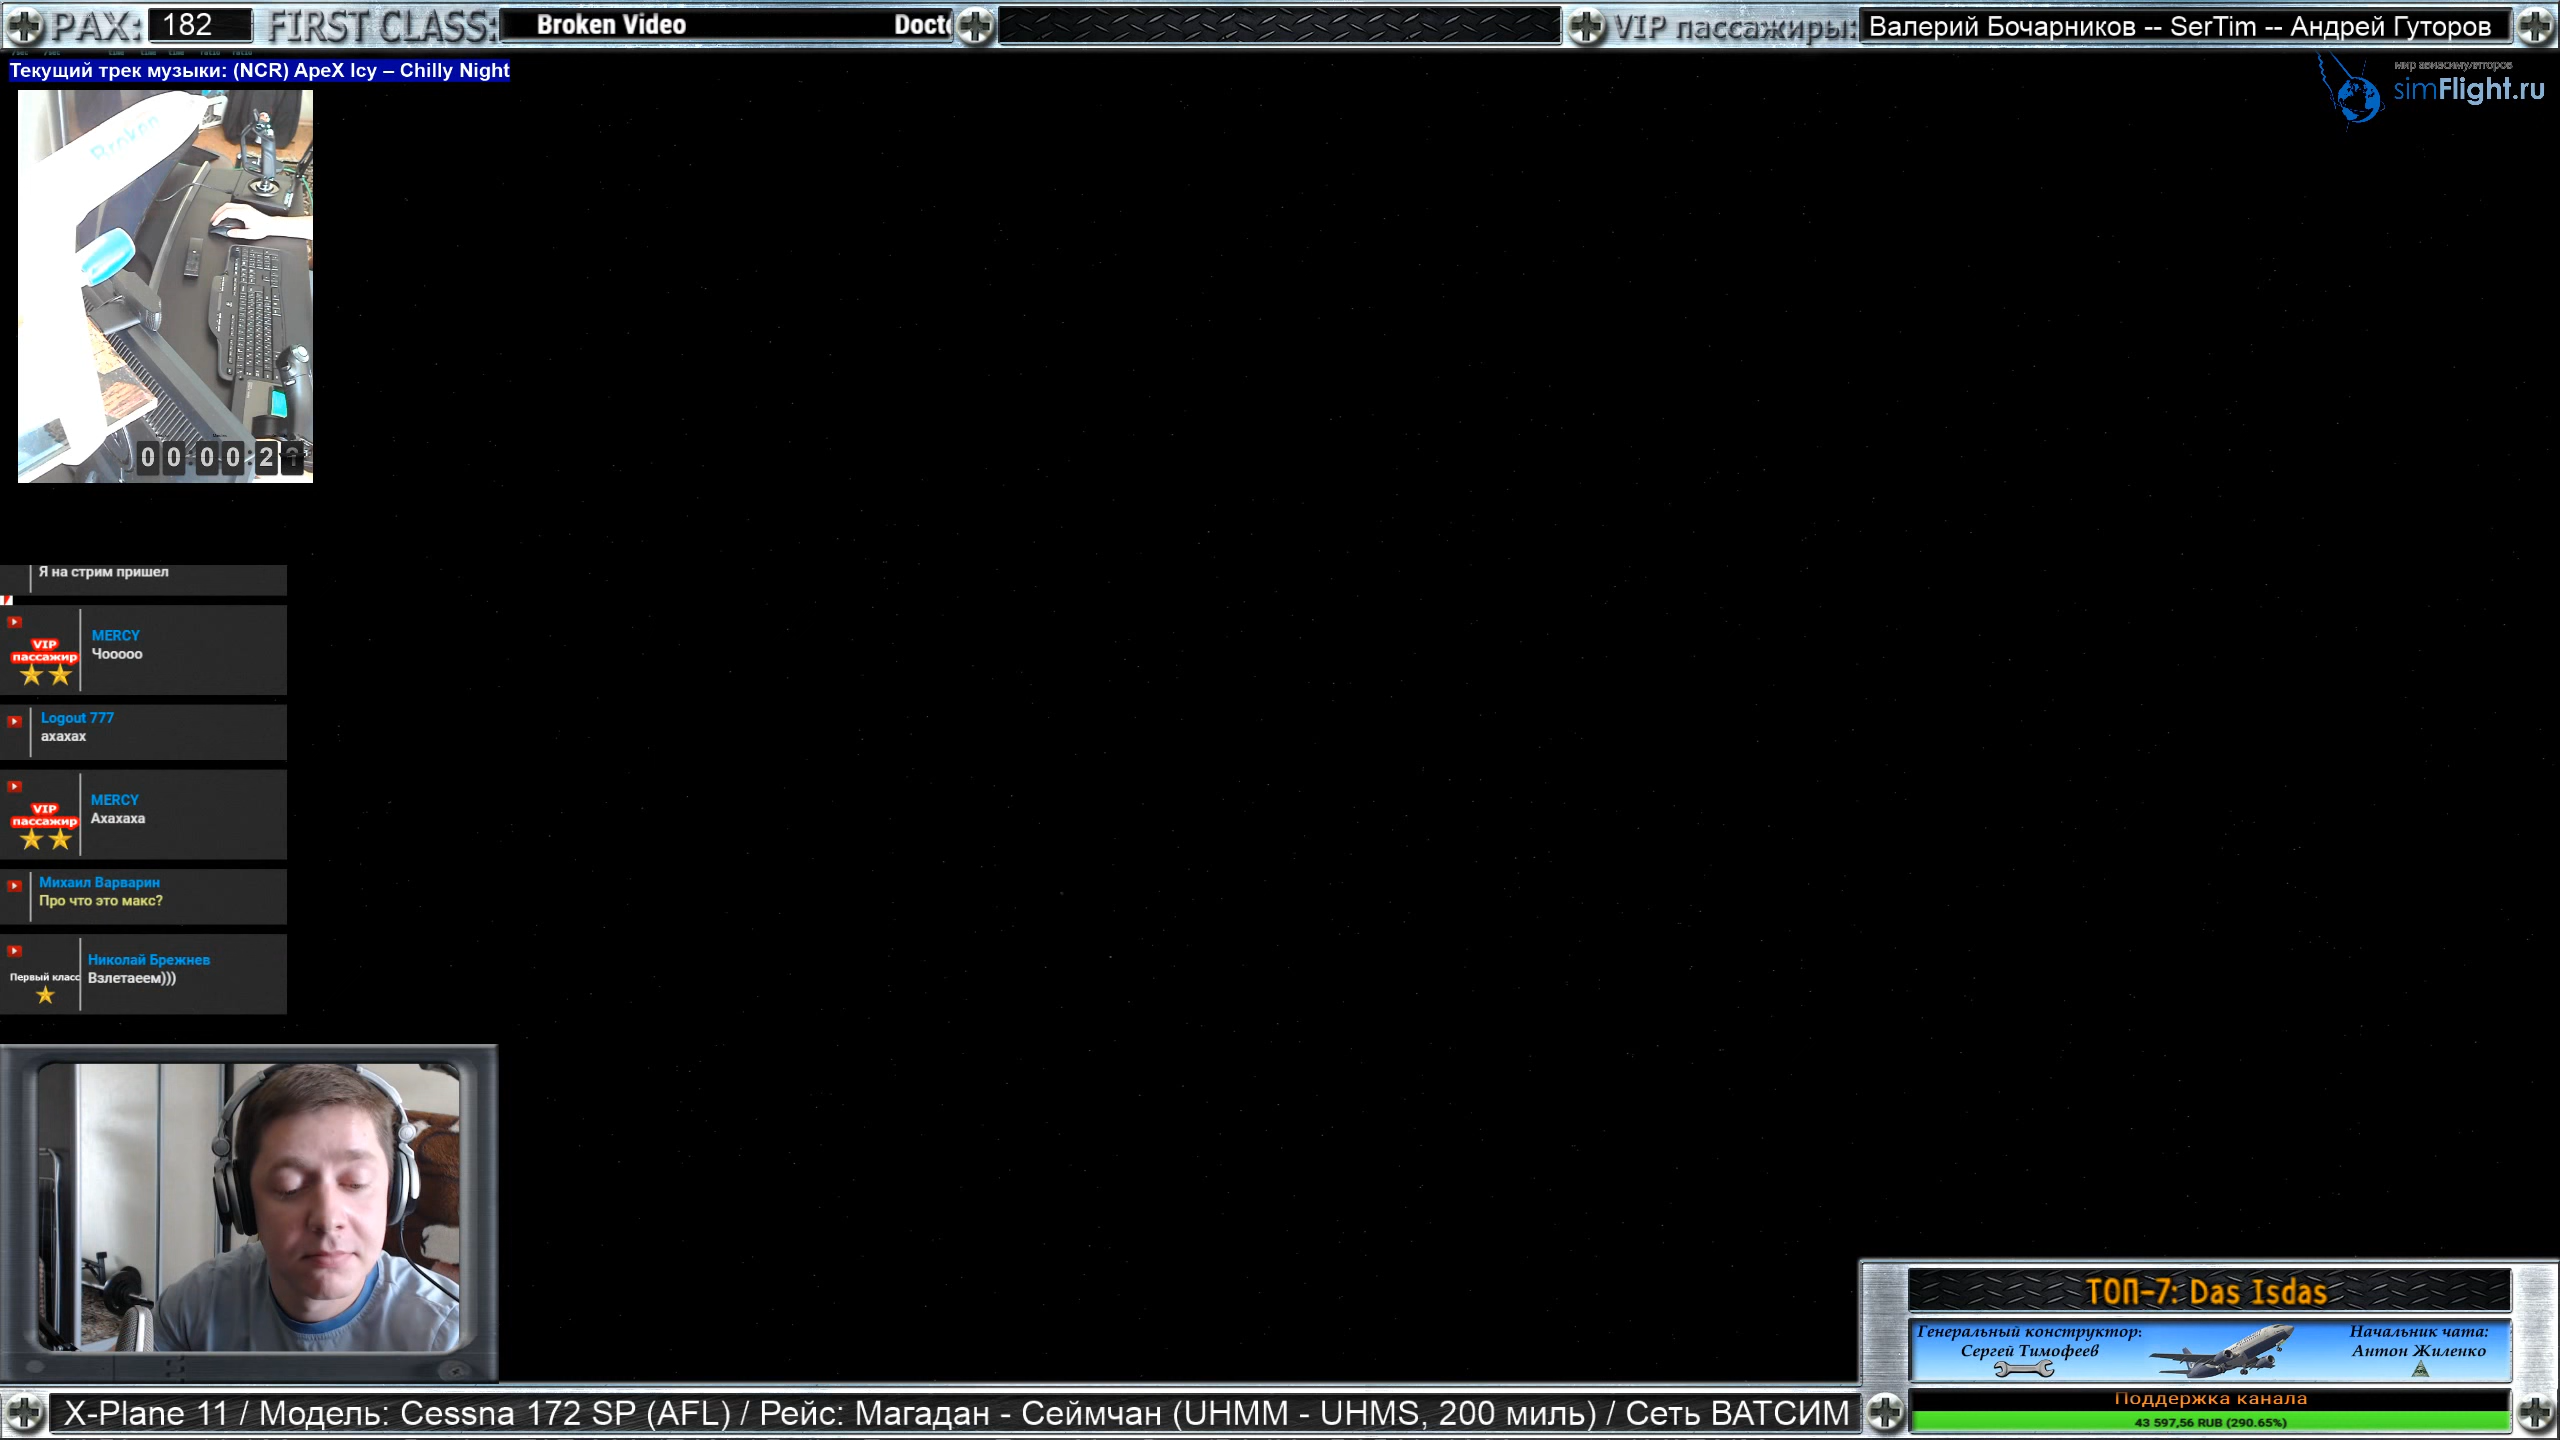 PAX: 182 FIRST CLASS: Broken Video Docto VIP пассажиры: Валерий Бочарников -- SerTim -- Андрей Гуторов
Текущий трек музыки: (NCR) ApeX Icy – Chilly Night
мир авиасимуляторов
simFlight.ru
Broken
00:00:2
Я на стрим пришел
MERCY
VIP пассажир
Чооооо
Logout 777
ахахах
MERCY
VIP пассажир
Ахахаха
Михаил Варварин
Про что это макс?
Николай Брежнев
Первый класс
Взлетаеем)))
ТОП-7: Das Isdas
Генеральный конструктор:
Сергей Тимофеев
Начальник чата:
Антон Жиленко
Поддержка канала
43 597,56 RUB (290.65%)
X-Plane 11 / Модель: Cessna 172 SP (AFL) / Рейс: Магадан - Сеймчан (UHMM - UHMS, 200 миль) / Сеть ВАТСИМ